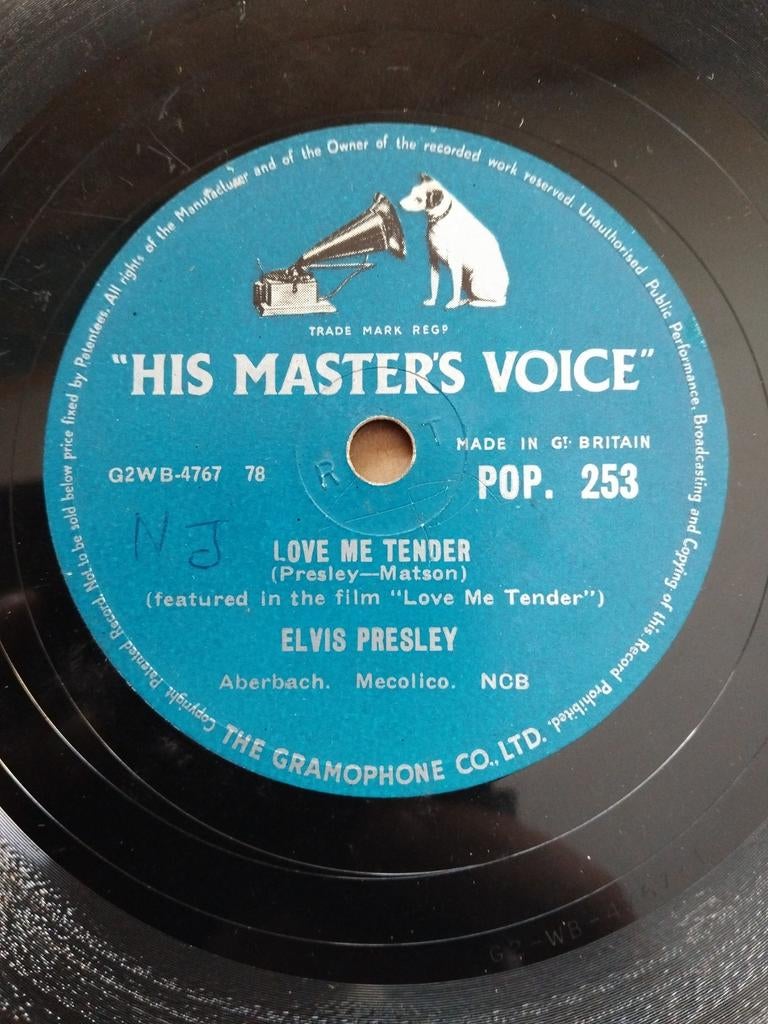 Copyright. Patented Record. Not to be sold below price fixed by Patentees. All rights of the Manufacturer and of the Owner of the recorded work reserved. Unauthorised Public Performance, Broadcasting and Copying of this Record Prohibited.
TRADE MARK REGD
"HIS MASTER'S VOICE"
MADE IN GT. BRITAIN
G2WB-4767 78
POP. 253
R T
NJ
LOVE ME TENDER
(Presley—Matson)
(featured in the film "Love Me Tender")
ELVIS PRESLEY
Aberbach. Mecolico. NCB
THE GRAMOPHONE CO., LTD.